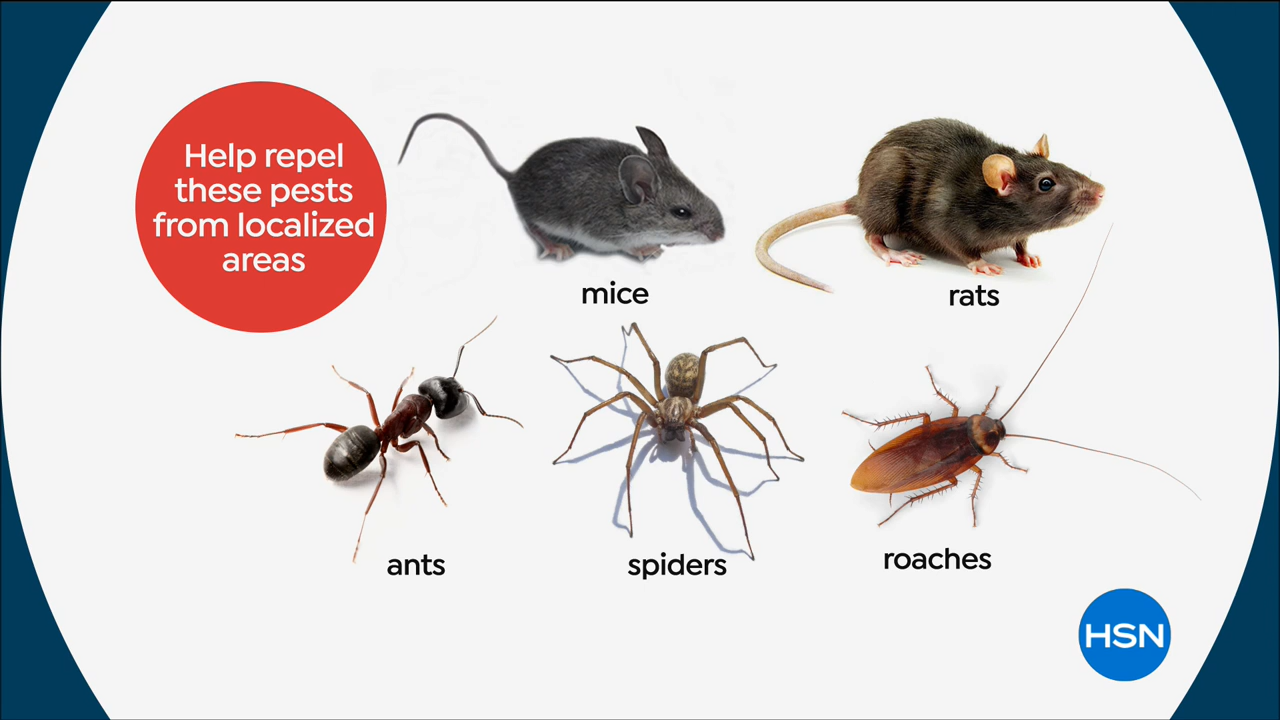 Help repel
these pests
from localized
areas
mice
rats
ants
spiders
roaches
HSN